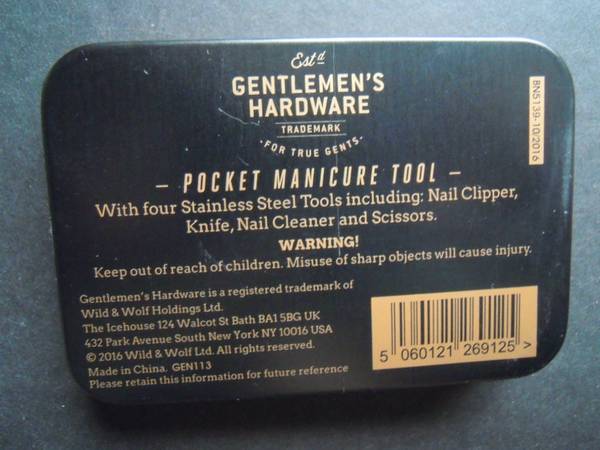 Estd
GENTLEMEN'S
HARDWARE
TRADEMARK
·FOR TRUE GENTS·
BN5139-10/2016
– POCKET MANICURE TOOL –
With four Stainless Steel Tools including: Nail Clipper,
Knife, Nail Cleaner and Scissors.
WARNING!
Keep out of reach of children. Misuse of sharp objects will cause injury.
Gentlemen's Hardware is a registered trademark of
Wild & Wolf Holdings Ltd.
The Icehouse 124 Walcot St Bath BA1 5BG UK
432 Park Avenue South New York NY 10016 USA
© 2016 Wild & Wolf Ltd. All rights reserved.
Made in China. GEN113
Please retain this information for future reference
5 060121 269125 >